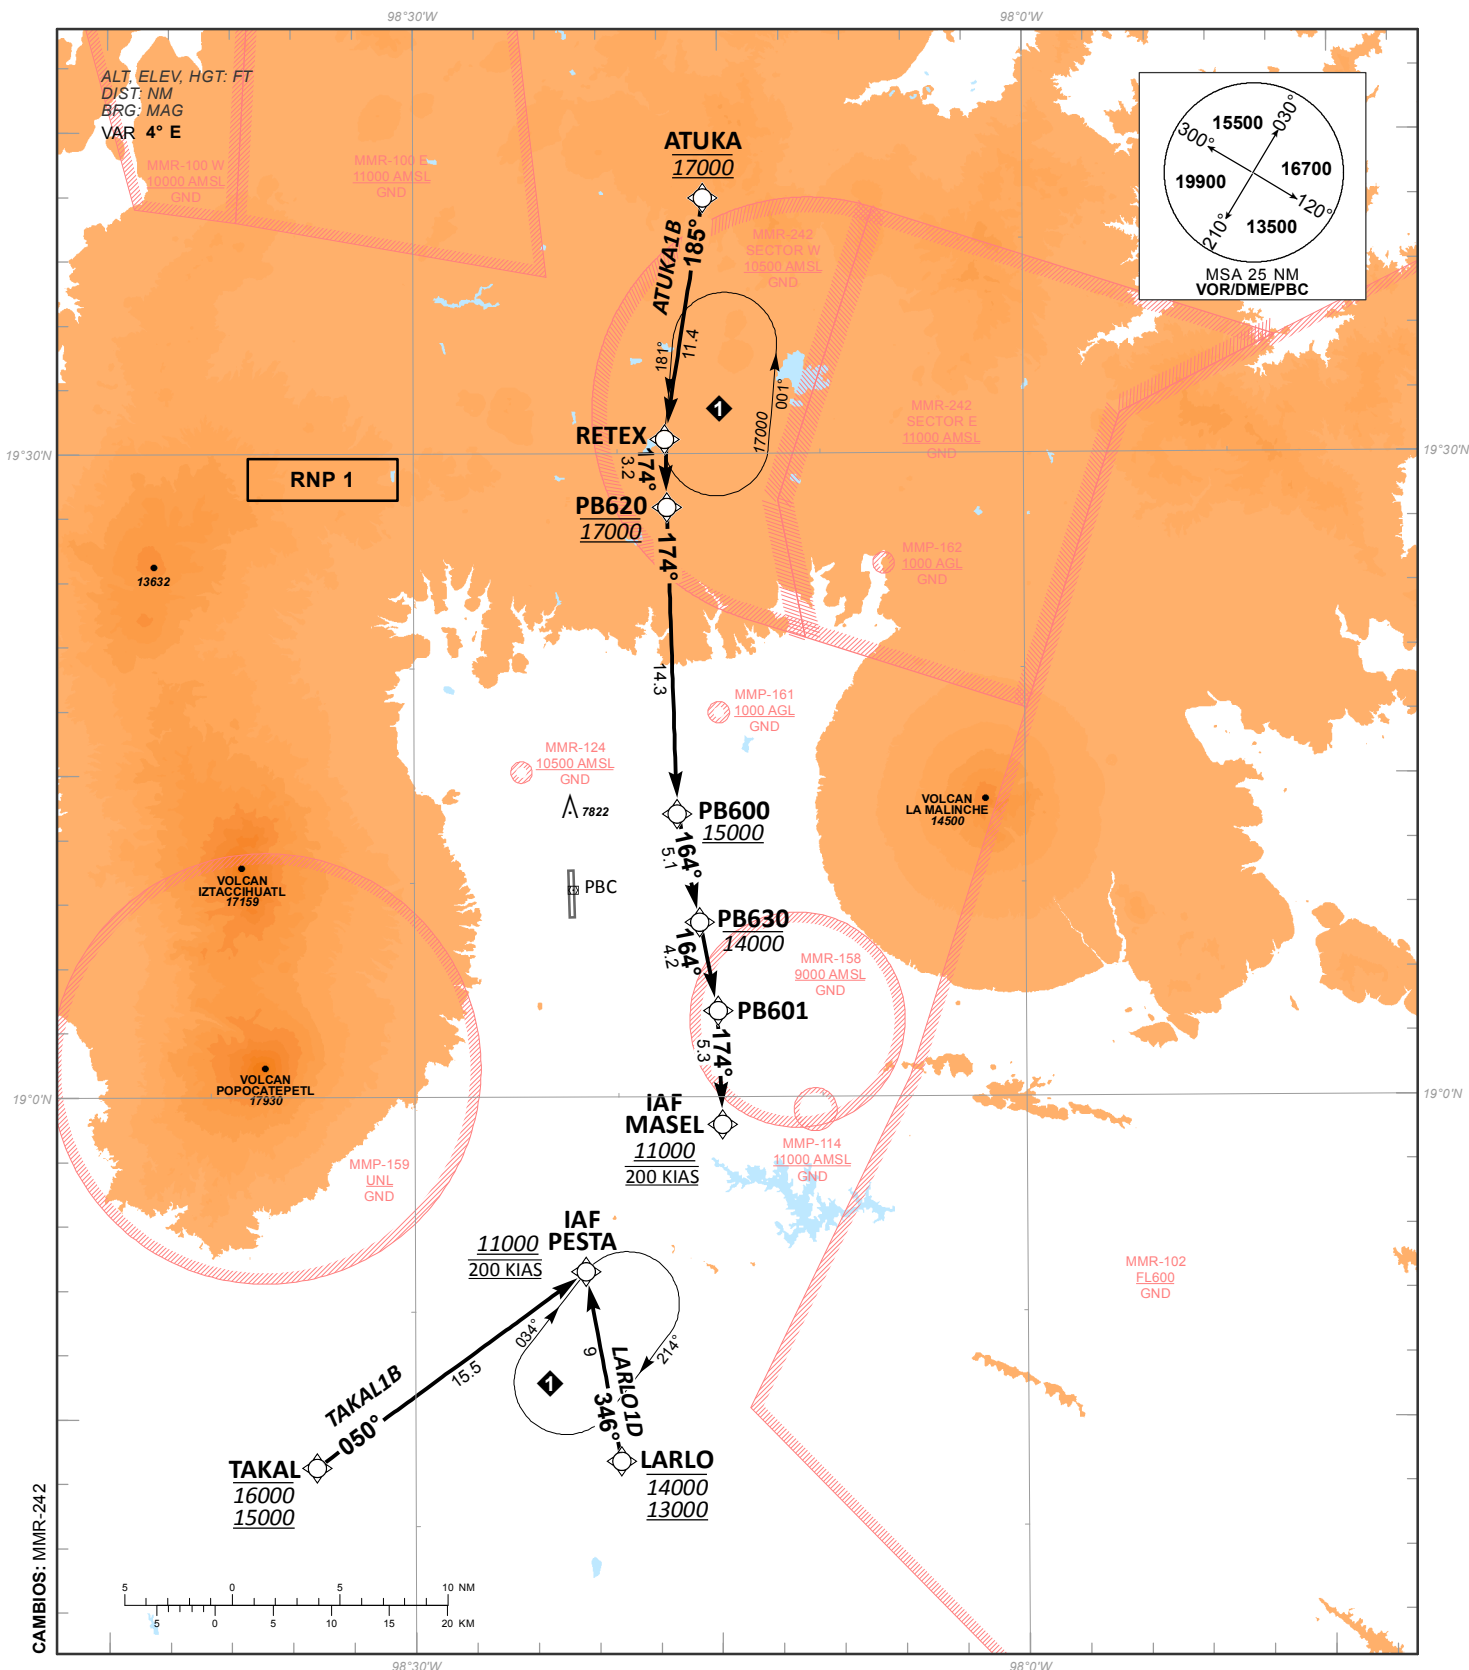 98°30'W
98°0'W
ALT, ELEV, HGT: FT
DIST: NM
BRG: MAG
VAR 4° E
MMR-100 W
10000 AMSL
GND
MMR-100 E
11000 AMSL
GND
ATUKA
17000
ATUKA1B
185°
11.4
181°
001°
17000
1
MMR-242
SECTOR W
10500 AMSL
GND
15500
030°
300°
16700
19900
120°
210°
13500
MSA 25 NM
VOR/DME/PBC
MMR-242
SECTOR E
11000 AMSL
GND
RETEX
19°30'N
19°30'N
RNP 1
174°
3.2
PB620
17000
174°
14.3
MMP-162
1000 AGL
GND
13632
MMP-161
1000 AGL
GND
MMR-124
10500 AMSL
GND
7822
PB600
15000
VOLCAN
LA MALINCHE
14500
164°
5.1
VOLCAN
IZTACCIHUATL
17159
PBC
PB630
14000
164°
4.2
MMR-158
9000 AMSL
GND
PB601
174°
5.3
VOLCAN
POPOCATEPETL
17930
19°0'N
19°0'N
IAF
MASEL
11000
200 KIAS
MMP-114
11000 AMSL
GND
MMP-159
UNL
GND
IAF
PESTA
11000
200 KIAS
MMR-102
FL600
GND
034°
214°
1
9
LARLO1D
346°
15.5
TAKAL1B
050°
TAKAL
16000
15000
LARLO
14000
13000
CAMBIOS: MMR-242
5 0 5 10 NM
5 0 5 10 15 20 KM
98°30'W
98°0'W